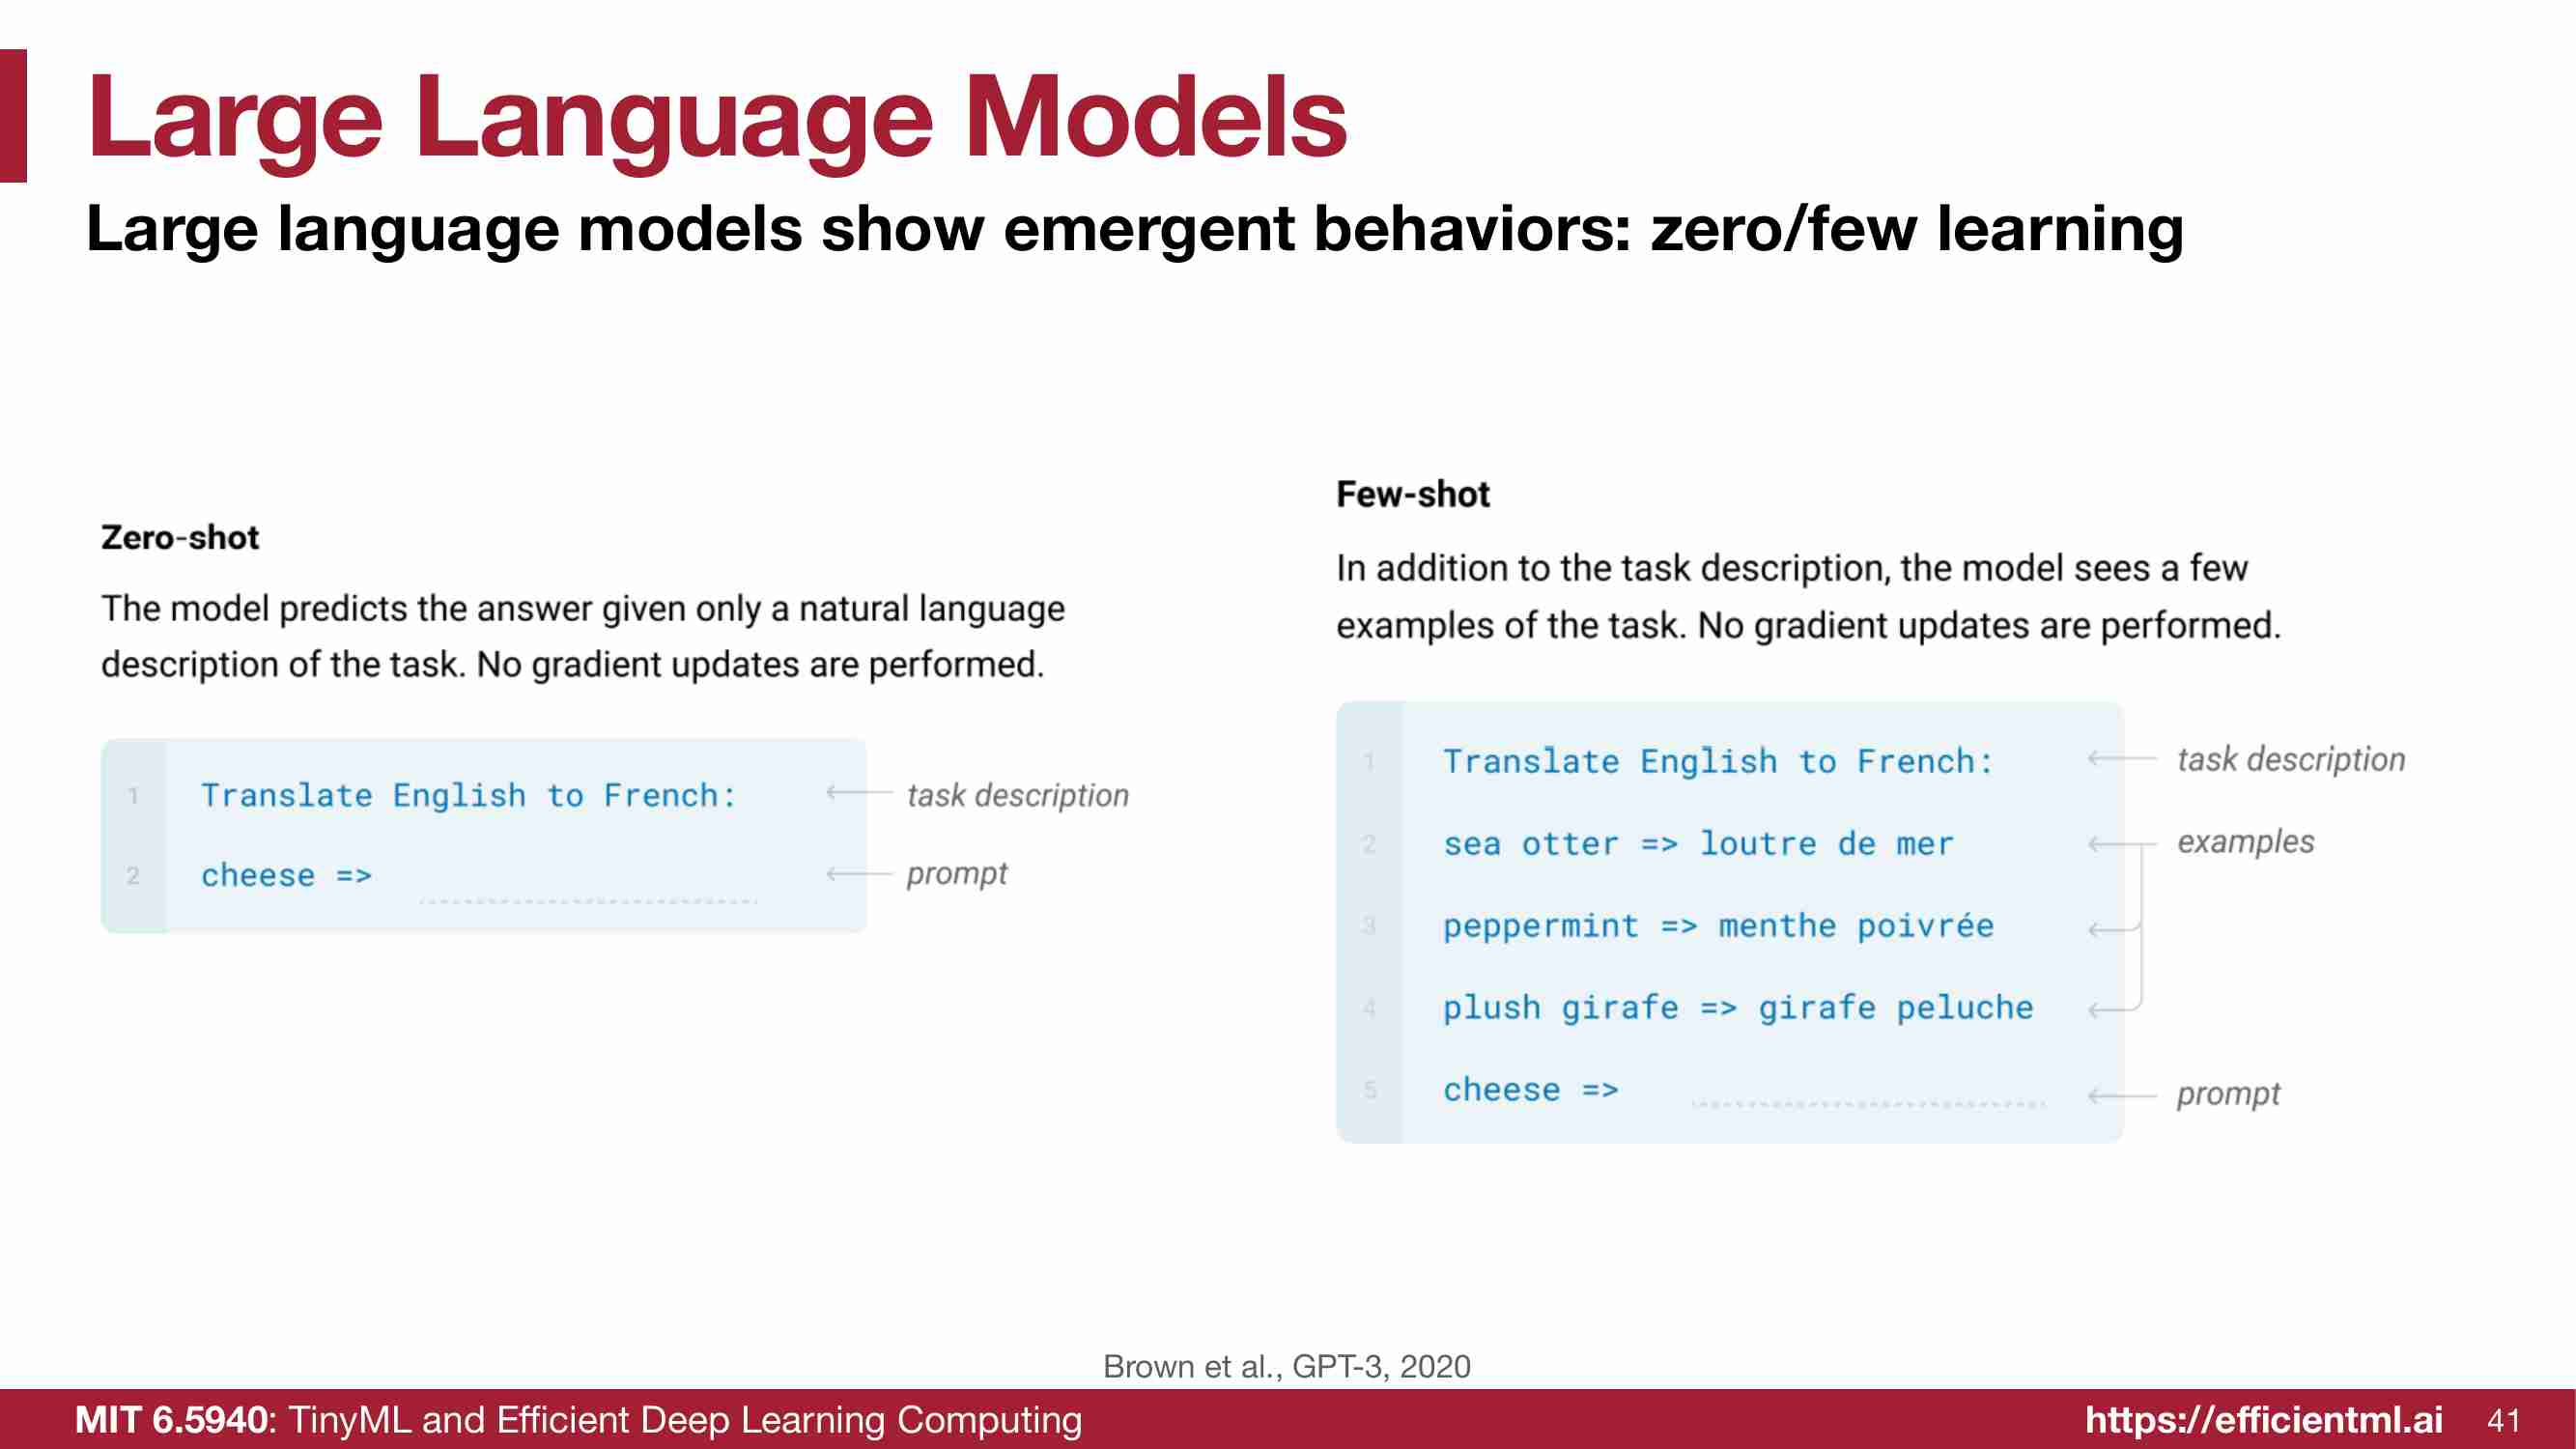 Large Language Models
Large language models show emergent behaviors: zero/few learning
Zero-shot
The model predicts the answer given only a natural language
description of the task. No gradient updates are performed.
1 Translate English to French: task description
2 cheese => prompt
Few-shot
In addition to the task description, the model sees a few
examples of the task. No gradient updates are performed.
1 Translate English to French: task description
2 sea otter => loutre de mer examples
3 peppermint => menthe poivrée
4 plush girafe => girafe peluche
5 cheese => prompt
Brown et al., GPT-3, 2020
MIT 6.5940: TinyML and Efficient Deep Learning Computing https://efficientml.ai 41